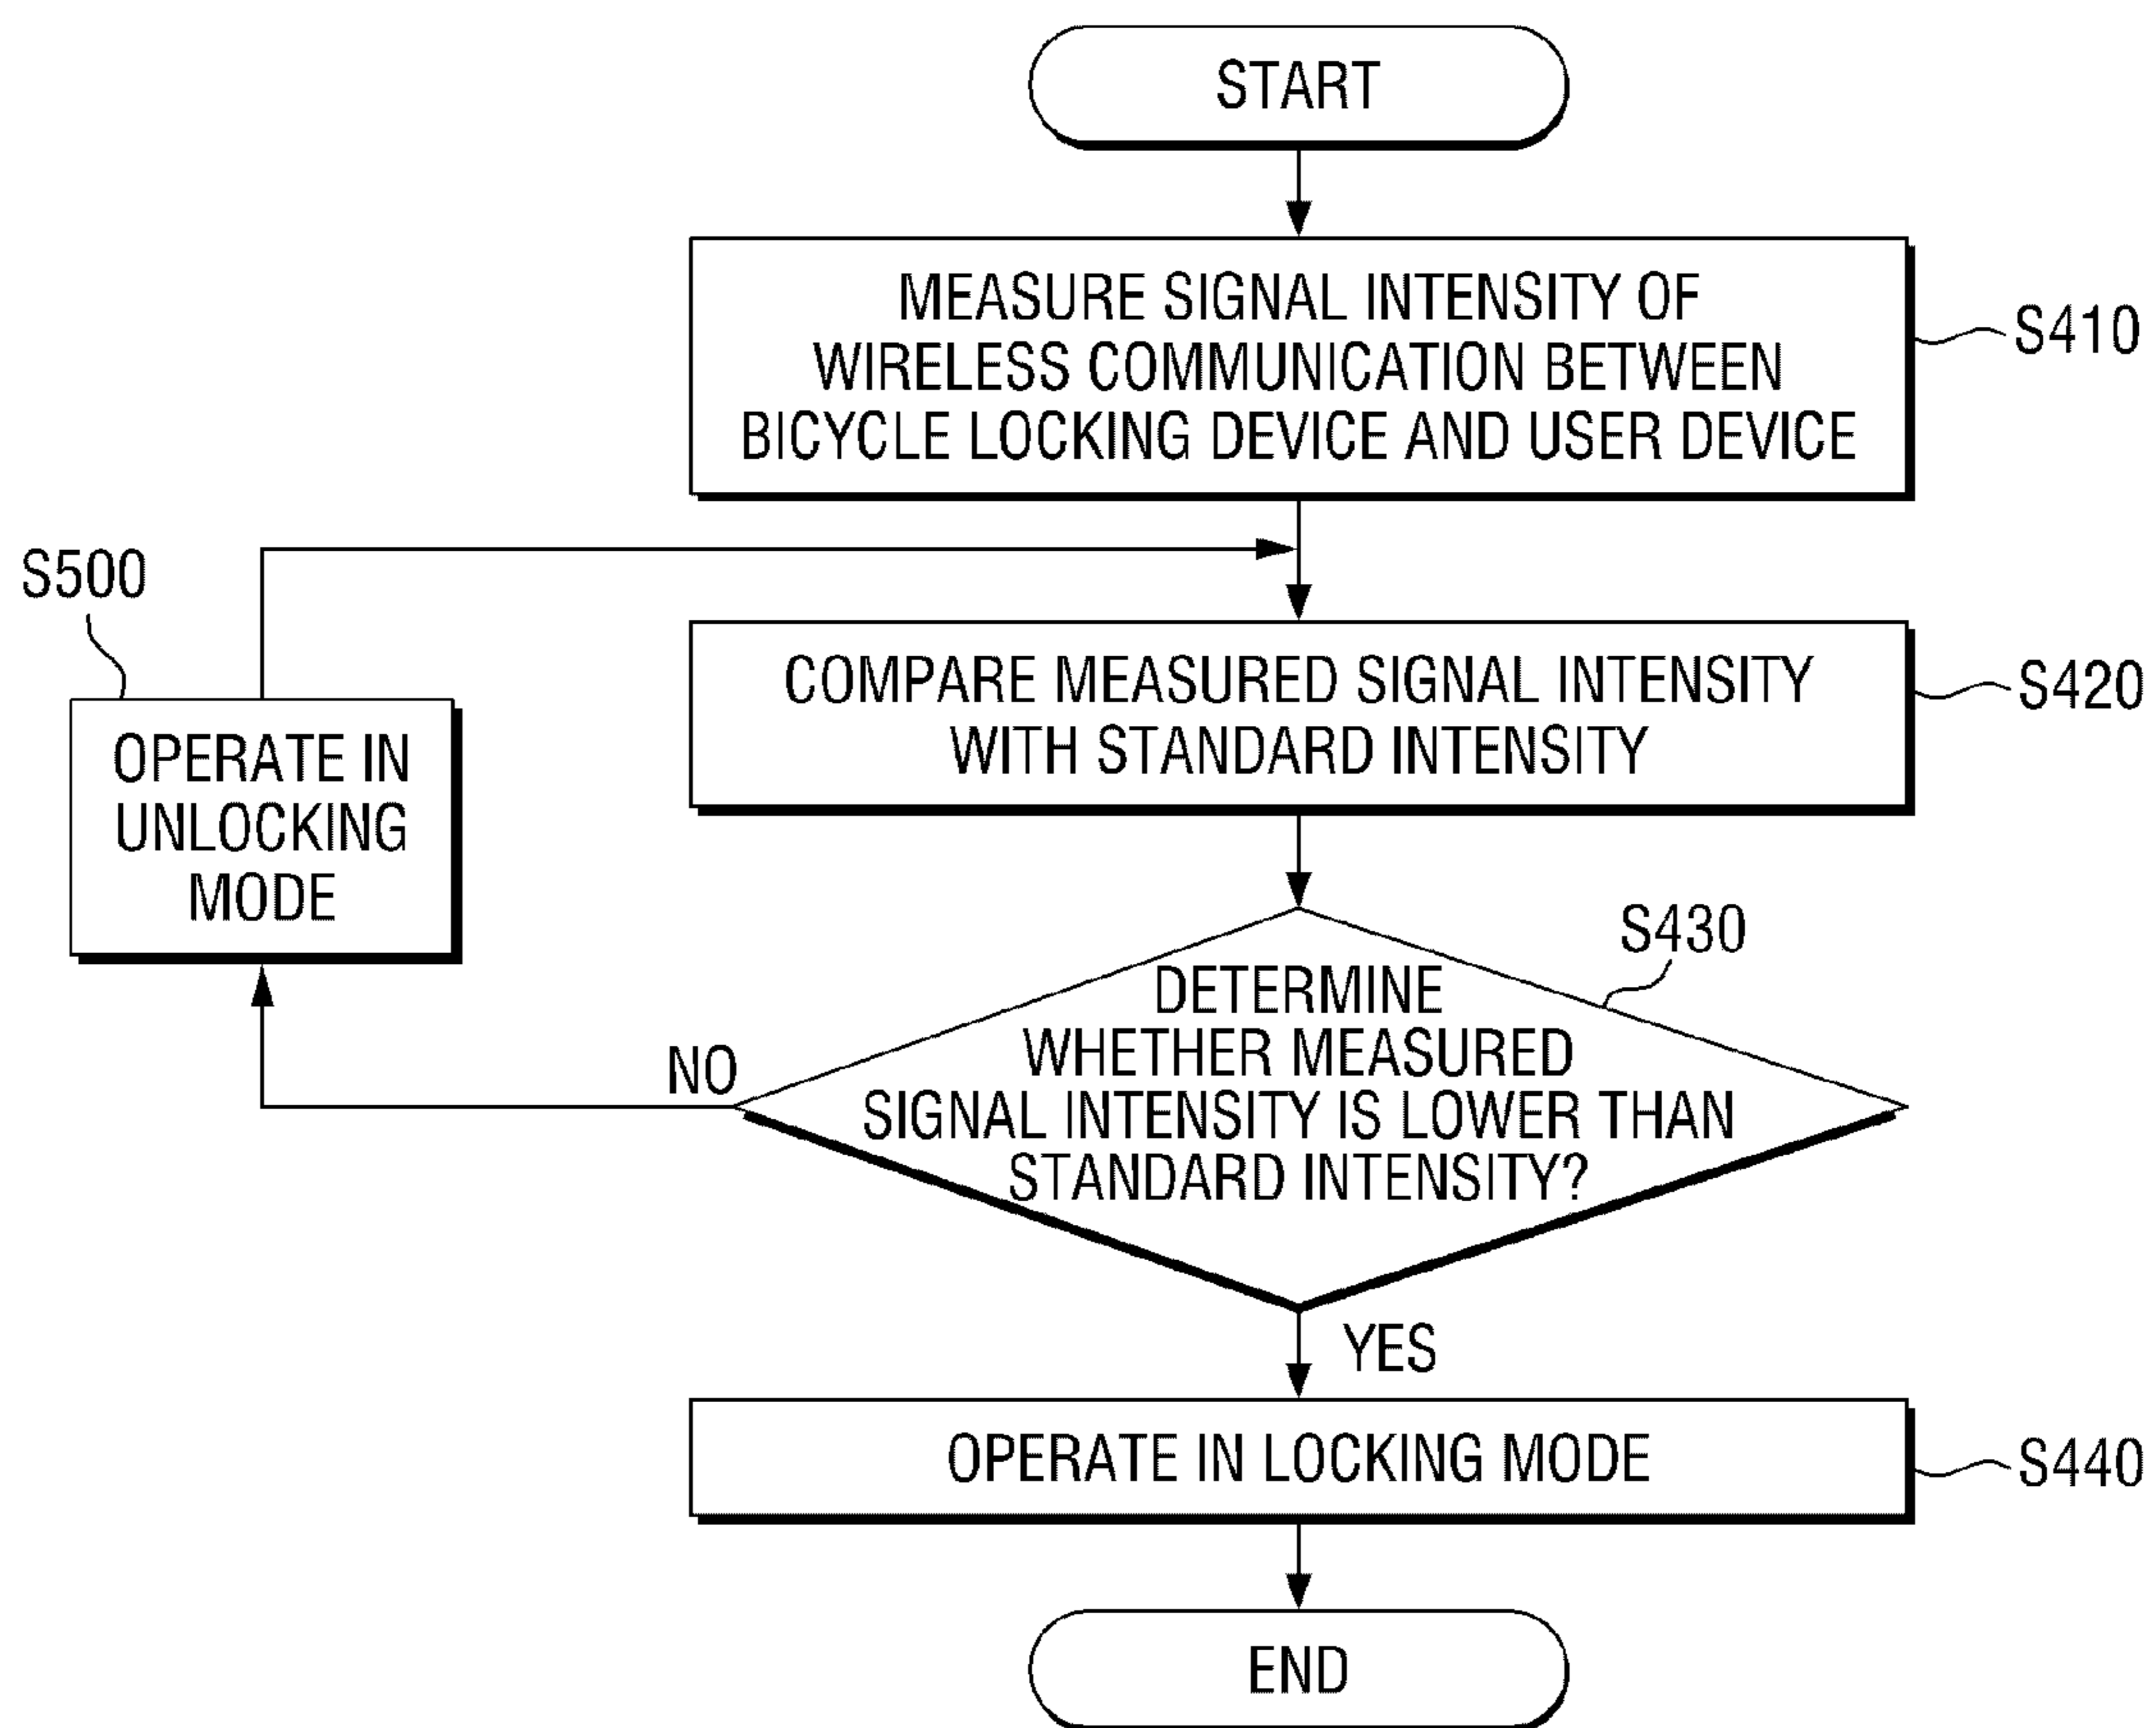 START
MEASURE SIGNAL INTENSITY OF
WIRELESS COMMUNICATION BETWEEN
BICYCLE LOCKING DEVICE AND USER DEVICE
S410
S500
COMPARE MEASURED SIGNAL INTENSITY
WITH STANDARD INTENSITY
S420
OPERATE IN
UNLOCKING
MODE
S430
DETERMINE
WHETHER MEASURED
SIGNAL INTENSITY IS LOWER THAN
STANDARD INTENSITY?
NO
YES
OPERATE IN LOCKING MODE
S440
END